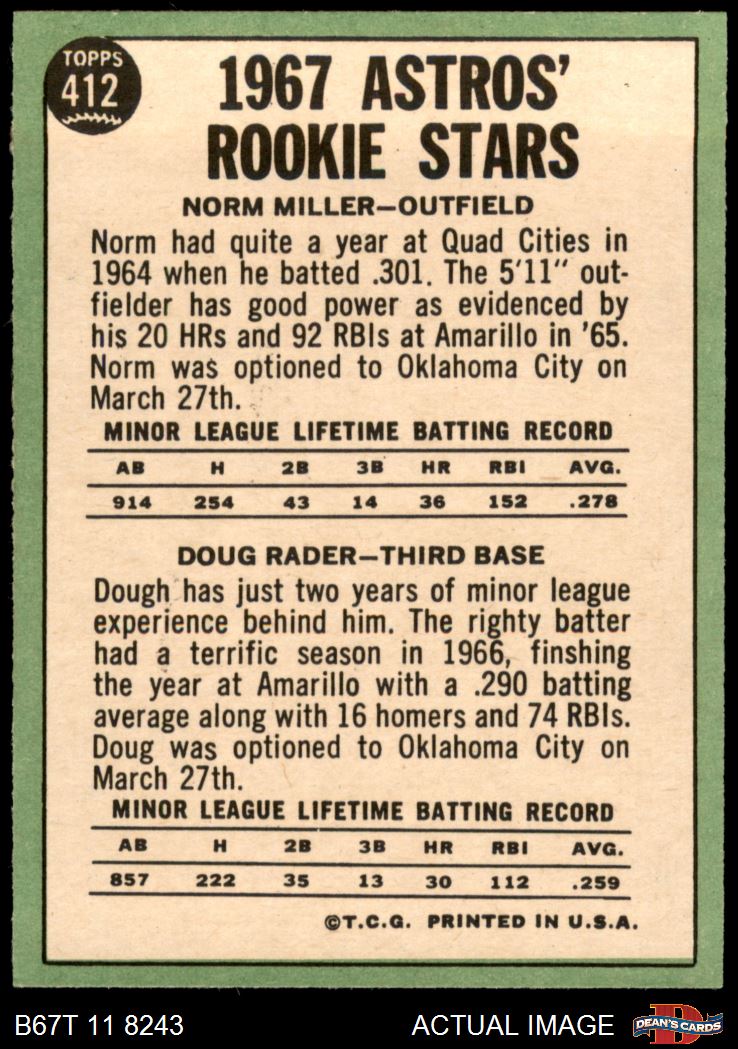 TOPPS
412
1967 ASTROS'
ROOKIE STARS
NORM MILLER—OUTFIELD
Norm had quite a year at Quad Cities in
1964 when he batted .301. The 5'11" out-
fielder has good power as evidenced by
his 20 HRs and 92 RBIs at Amarillo in '65.
Norm was optioned to Oklahoma City on
March 27th.
MINOR LEAGUE LIFETIME BATTING RECORD
AB H 2B 3B HR RBI AVG.
914 254 43 14 36 152 .278
DOUG RADER—THIRD BASE
Dough has just two years of minor league
experience behind him. The righty batter
had a terrific season in 1966, finshing
the year at Amarillo with a .290 batting
average along with 16 homers and 74 RBIs.
Doug was optioned to Oklahoma City on
March 27th.
MINOR LEAGUE LIFETIME BATTING RECORD
AB H 2B 3B HR RBI AVG.
857 222 35 13 30 112 .259
©T.C.G. PRINTED IN U.S.A.
B67T 11 8243 ACTUAL IMAGE DEAN'S CARDS